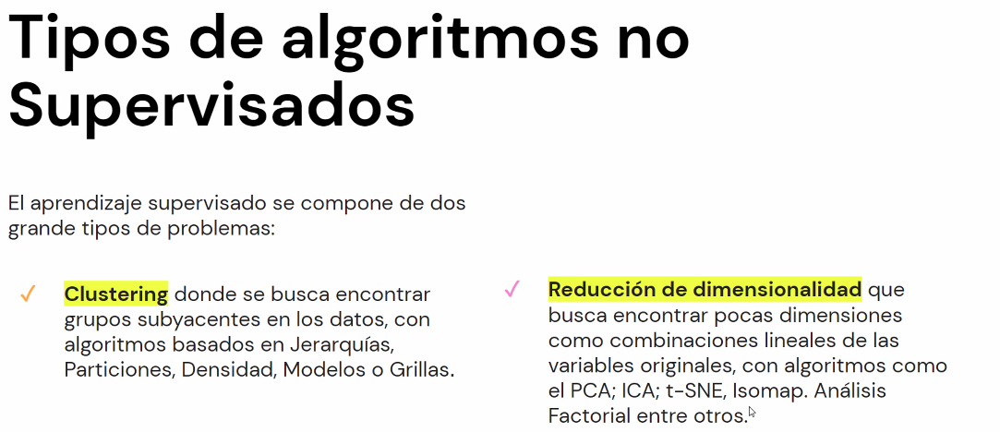 Tipos de algoritmos no
Supervisados
El aprendizaje supervisado se compone de dos
grande tipos de problemas:
Clustering donde se busca encontrar
grupos subyacentes en los datos, con
algoritmos basados en Jerarquías,
Particiones, Densidad, Modelos o Grillas.
Reducción de dimensionalidad que
busca encontrar pocas dimensiones
como combinaciones lineales de las
variables originales, con algoritmos como
el PCA; ICA; t-SNE, Isomap. Análisis
Factorial entre otros.